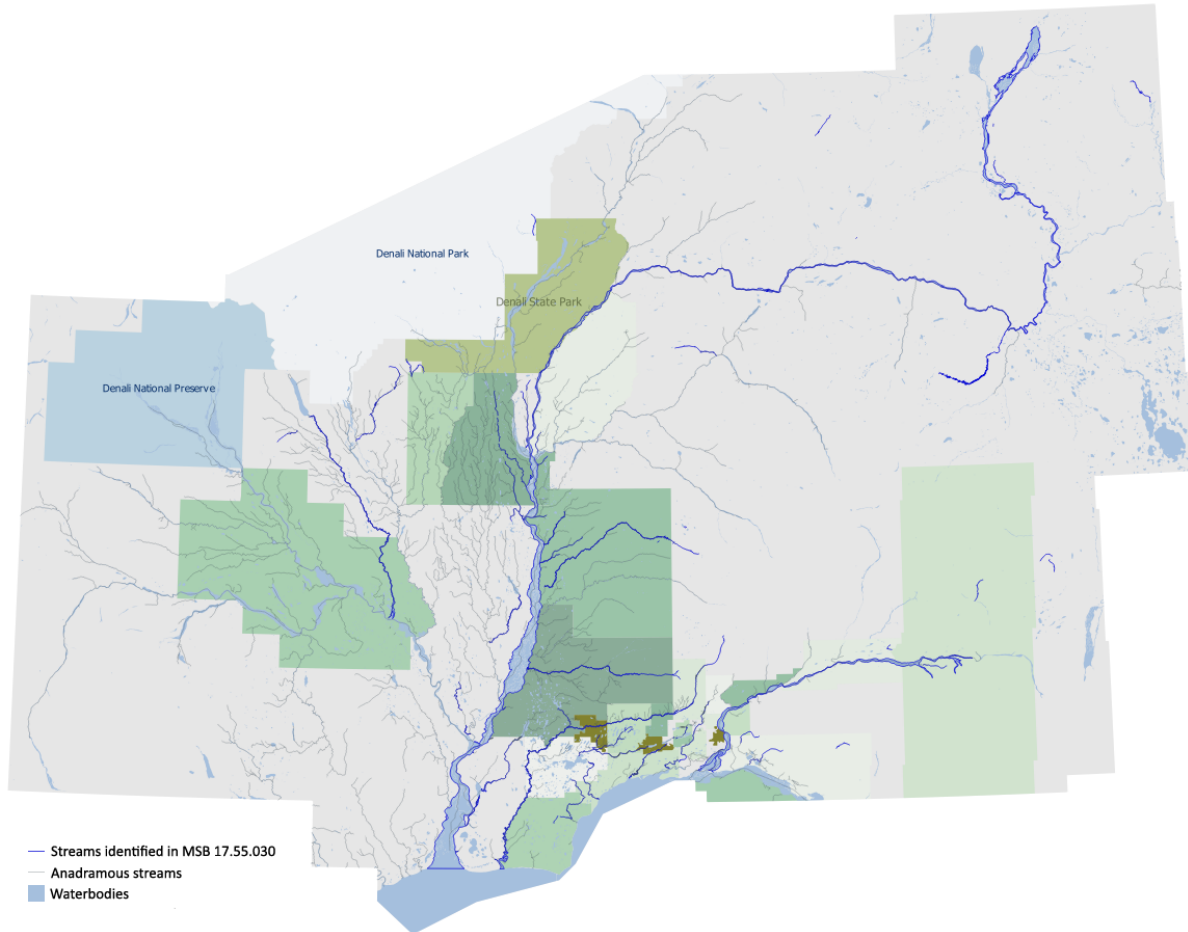 Denali National Park
Denali State Park
Denali National Preserve
Streams identified in MSB 17.55.030
Anadramous streams
Waterbodies